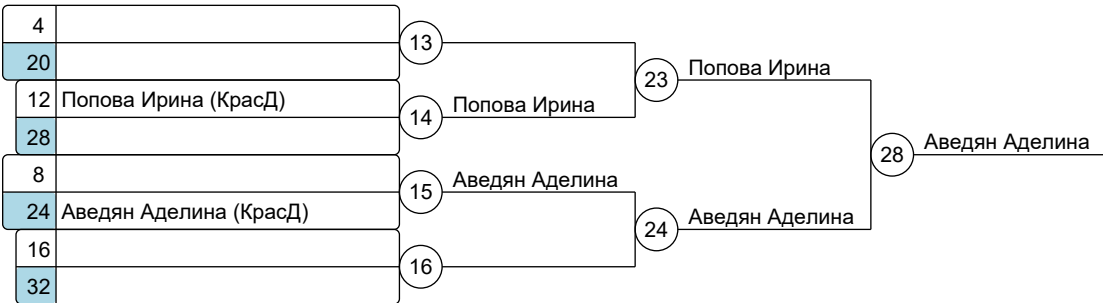 4
13
20
23 Попова Ирина
12 Попова Ирина (КрасД)
14 Попова Ирина
28
28 Аведян Аделина
8
15 Аведян Аделина
24 Аведян Аделина (КрасД)
24 Аведян Аделина
16
16
32